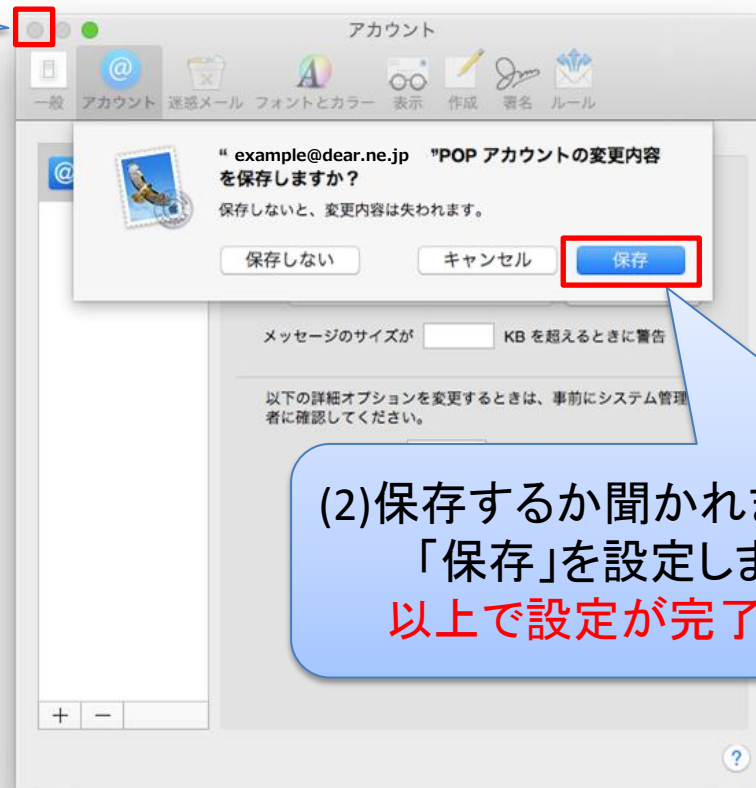 アカウント
一般 アカウント 迷惑メール フォントとカラー 表示 作成 署名 ルール
“ example@dear.ne.jp ”POP アカウントの変更内容
を保存しますか？
保存しないと、変更内容は失われます。
保存しない キャンセル 保存
メッセージのサイズが KB を超えるときに警告
以下の詳細オプションを変更するときは、事前にシステム管理
者に確認してください。
(2)保存するか聞かれ
「保存」を設定しま
以上で設定が完了
+ −
?